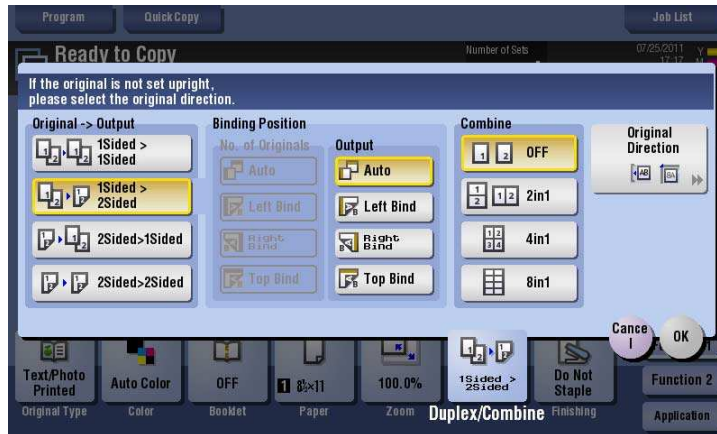 Program
Quick Copy
Job List
Ready to Copy
Number of Sets
07/25/2011
17:17
Y
M
If the original is not set upright,
please select the original direction.
Original -> Output
Binding Position
Combine
No. of Originals
Output
Original
Direction
1Sided >
1Sided
Auto
Auto
OFF
1Sided >
2Sided
Left Bind
Left Bind
2in1
2Sided>1Sided
Right
Bind
Right
Bind
4in1
2Sided>2Sided
Top Bind
Top Bind
8in1
Cance
l
OK
Text/Photo
Printed
Auto Color
OFF
1 8½×11
100.0%
1Sided >
2Sided
Do Not
Staple
Function 2
Original Type
Color
Booklet
Paper
Zoom
Duplex/Combine
Finishing
Application